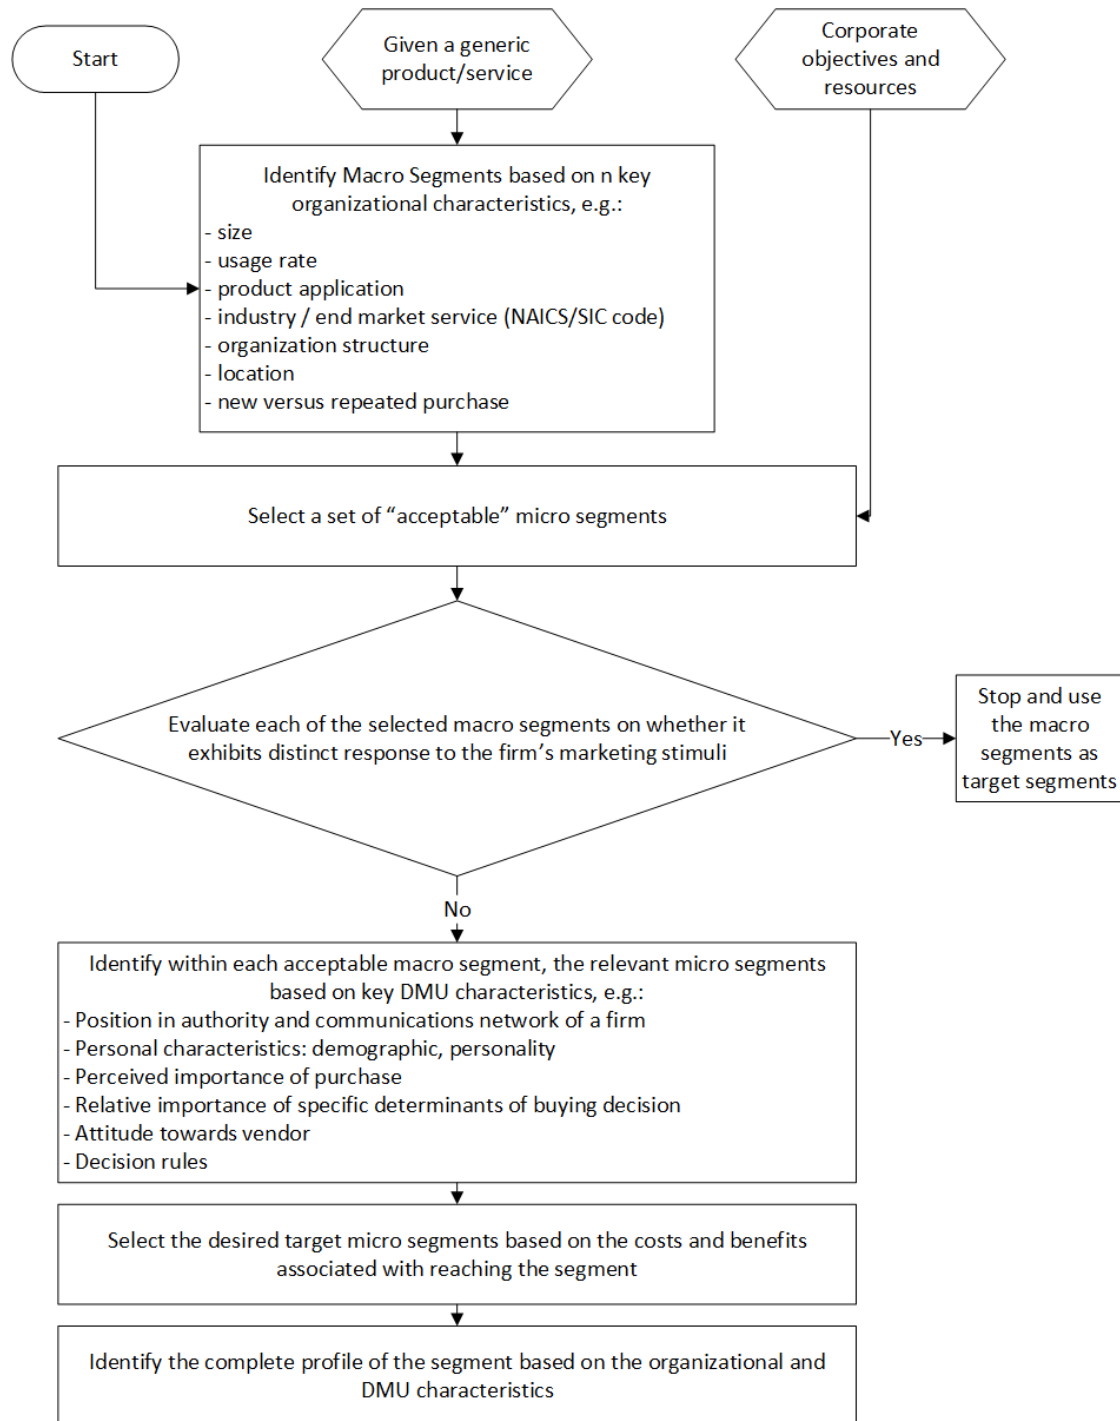 Start
Given a generic
product/service
Corporate
objectives and
resources
Identify Macro Segments based on n key
organizational characteristics, e.g.:
- size
- usage rate
- product application
- industry / end market service (NAICS/SIC code)
- organization structure
- location
- new versus repeated purchase
Select a set of “acceptable” micro segments
Evaluate each of the selected macro segments on whether it
exhibits distinct response to the firm’s marketing stimuli
Yes
Stop and use
the macro
segments as
target segments
No
Identify within each acceptable macro segment, the relevant micro segments
based on key DMU characteristics, e.g.:
- Position in authority and communications network of a firm
- Personal characteristics: demographic, personality
- Perceived importance of purchase
- Relative importance of specific determinants of buying decision
- Attitude towards vendor
- Decision rules
Select the desired target micro segments based on the costs and benefits
associated with reaching the segment
Identify the complete profile of the segment based on the organizational and
DMU characteristics